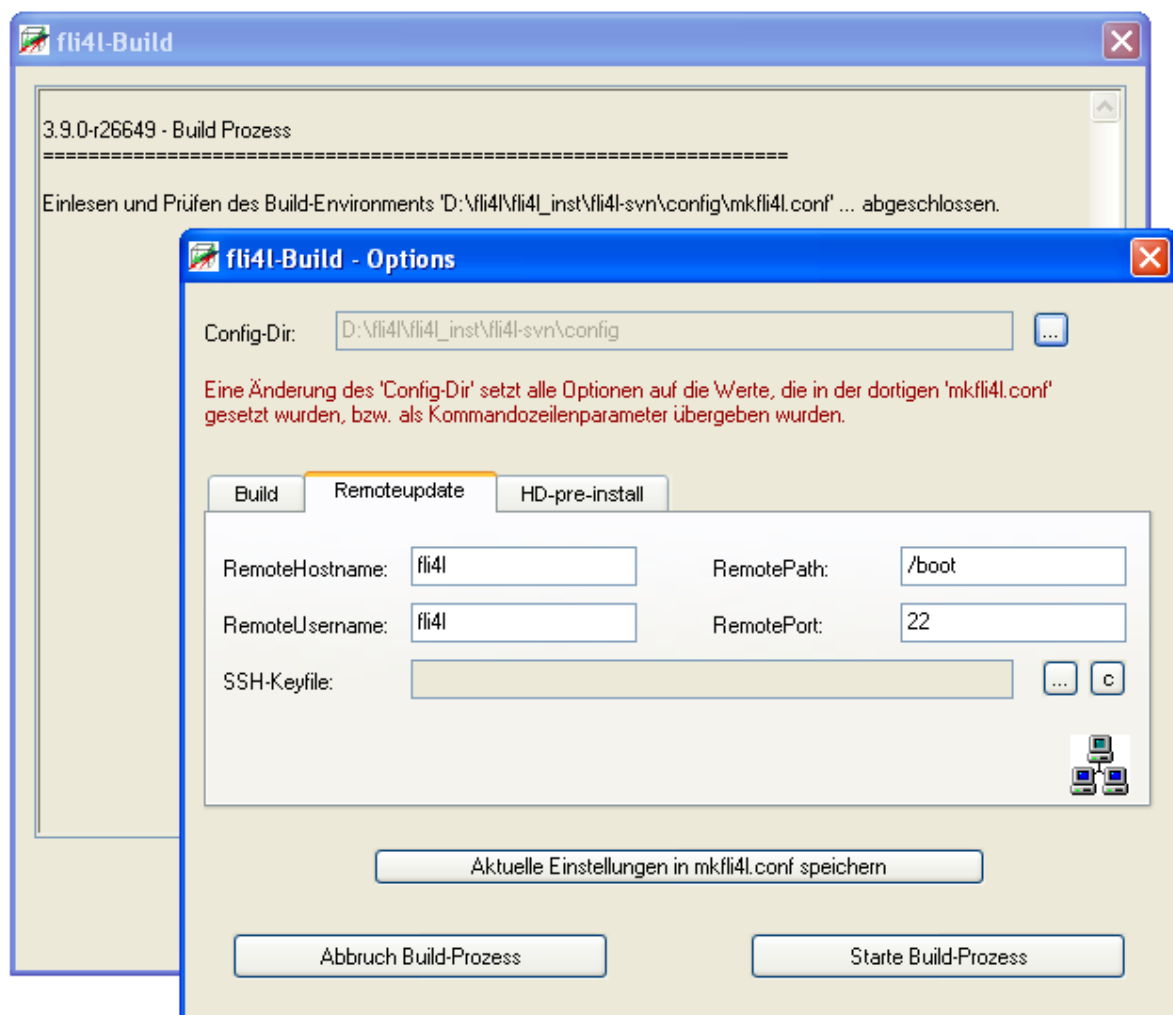 fli4l-Build
3.9.0-r26649 - Build Prozess
==================================================================
Einlesen und Prüfen des Build-Environments 'D:\fli4l\fli4l_inst\fli4l-svn\config\mkfli4l.conf' ... abgeschlossen.
fli4l-Build - Options
Config-Dir: D:\fli4l\fli4l_inst\fli4l-svn\config ...
Eine Änderung des 'Config-Dir' setzt alle Optionen auf die Werte, die in der dortigen 'mkfli4l.conf'
gesetzt wurden, bzw. als Kommandozeilenparameter übergeben wurden.
Build Remoteupdate HD-pre-install
RemoteHostname: fli4l RemotePath: /boot
RemoteUsername: fli4l RemotePort: 22
SSH-Keyfile: ... c
Aktuelle Einstellungen in mkfli4l.conf speichern
Abbruch Build-Prozess Starte Build-Prozess